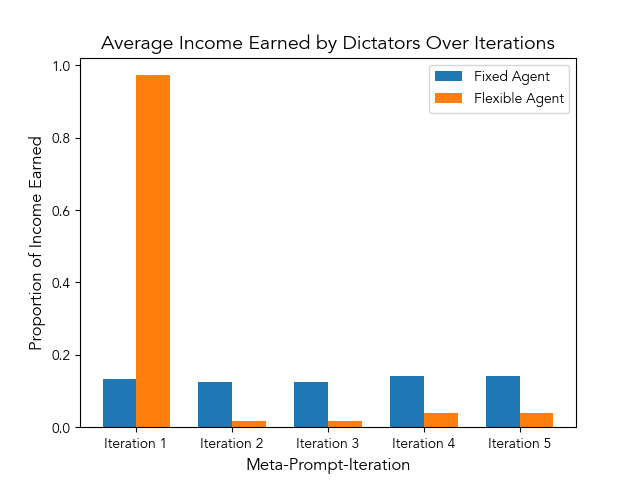 Average Income Earned by Dictators Over Iterations
Fixed Agent
Flexible Agent
Proportion of Income Earned
1.0
0.8
0.6
0.4
0.2
0.0
Iteration 1
Iteration 2
Iteration 3
Iteration 4
Iteration 5
Meta-Prompt-Iteration